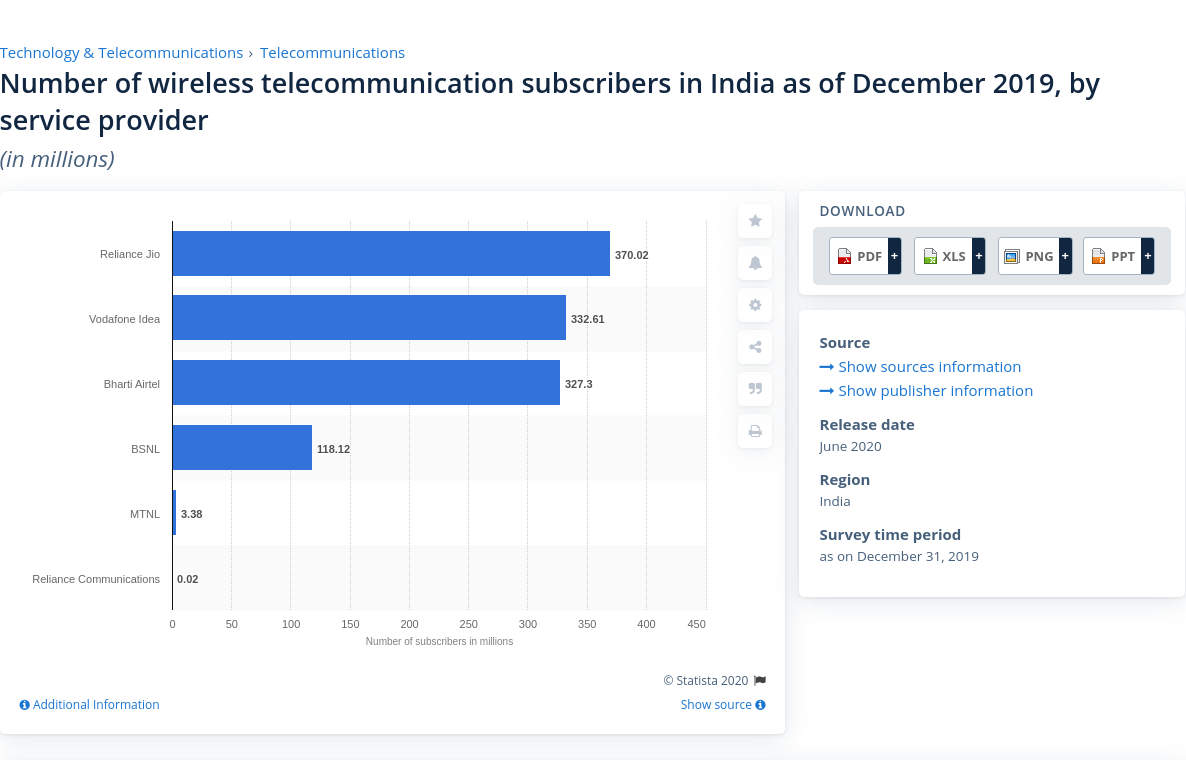 Technology & Telecommunications › Telecommunications
Number of wireless telecommunication subscribers in India as of December 2019, by
service provider
(in millions)
Reliance Jio
370.02
Vodafone Idea
332.61
Bharti Airtel
327.3
BSNL
118.12
MTNL
3.38
Reliance Communications
0.02
0 50 100 150 200 250 300 350 400 450
Number of subscribers in millions
© Statista 2020
Additional Information
Show source
DOWNLOAD
PDF + XLS + PNG + PPT +
Source
Show sources information
Show publisher information
Release date
June 2020
Region
India
Survey time period
as on December 31, 2019